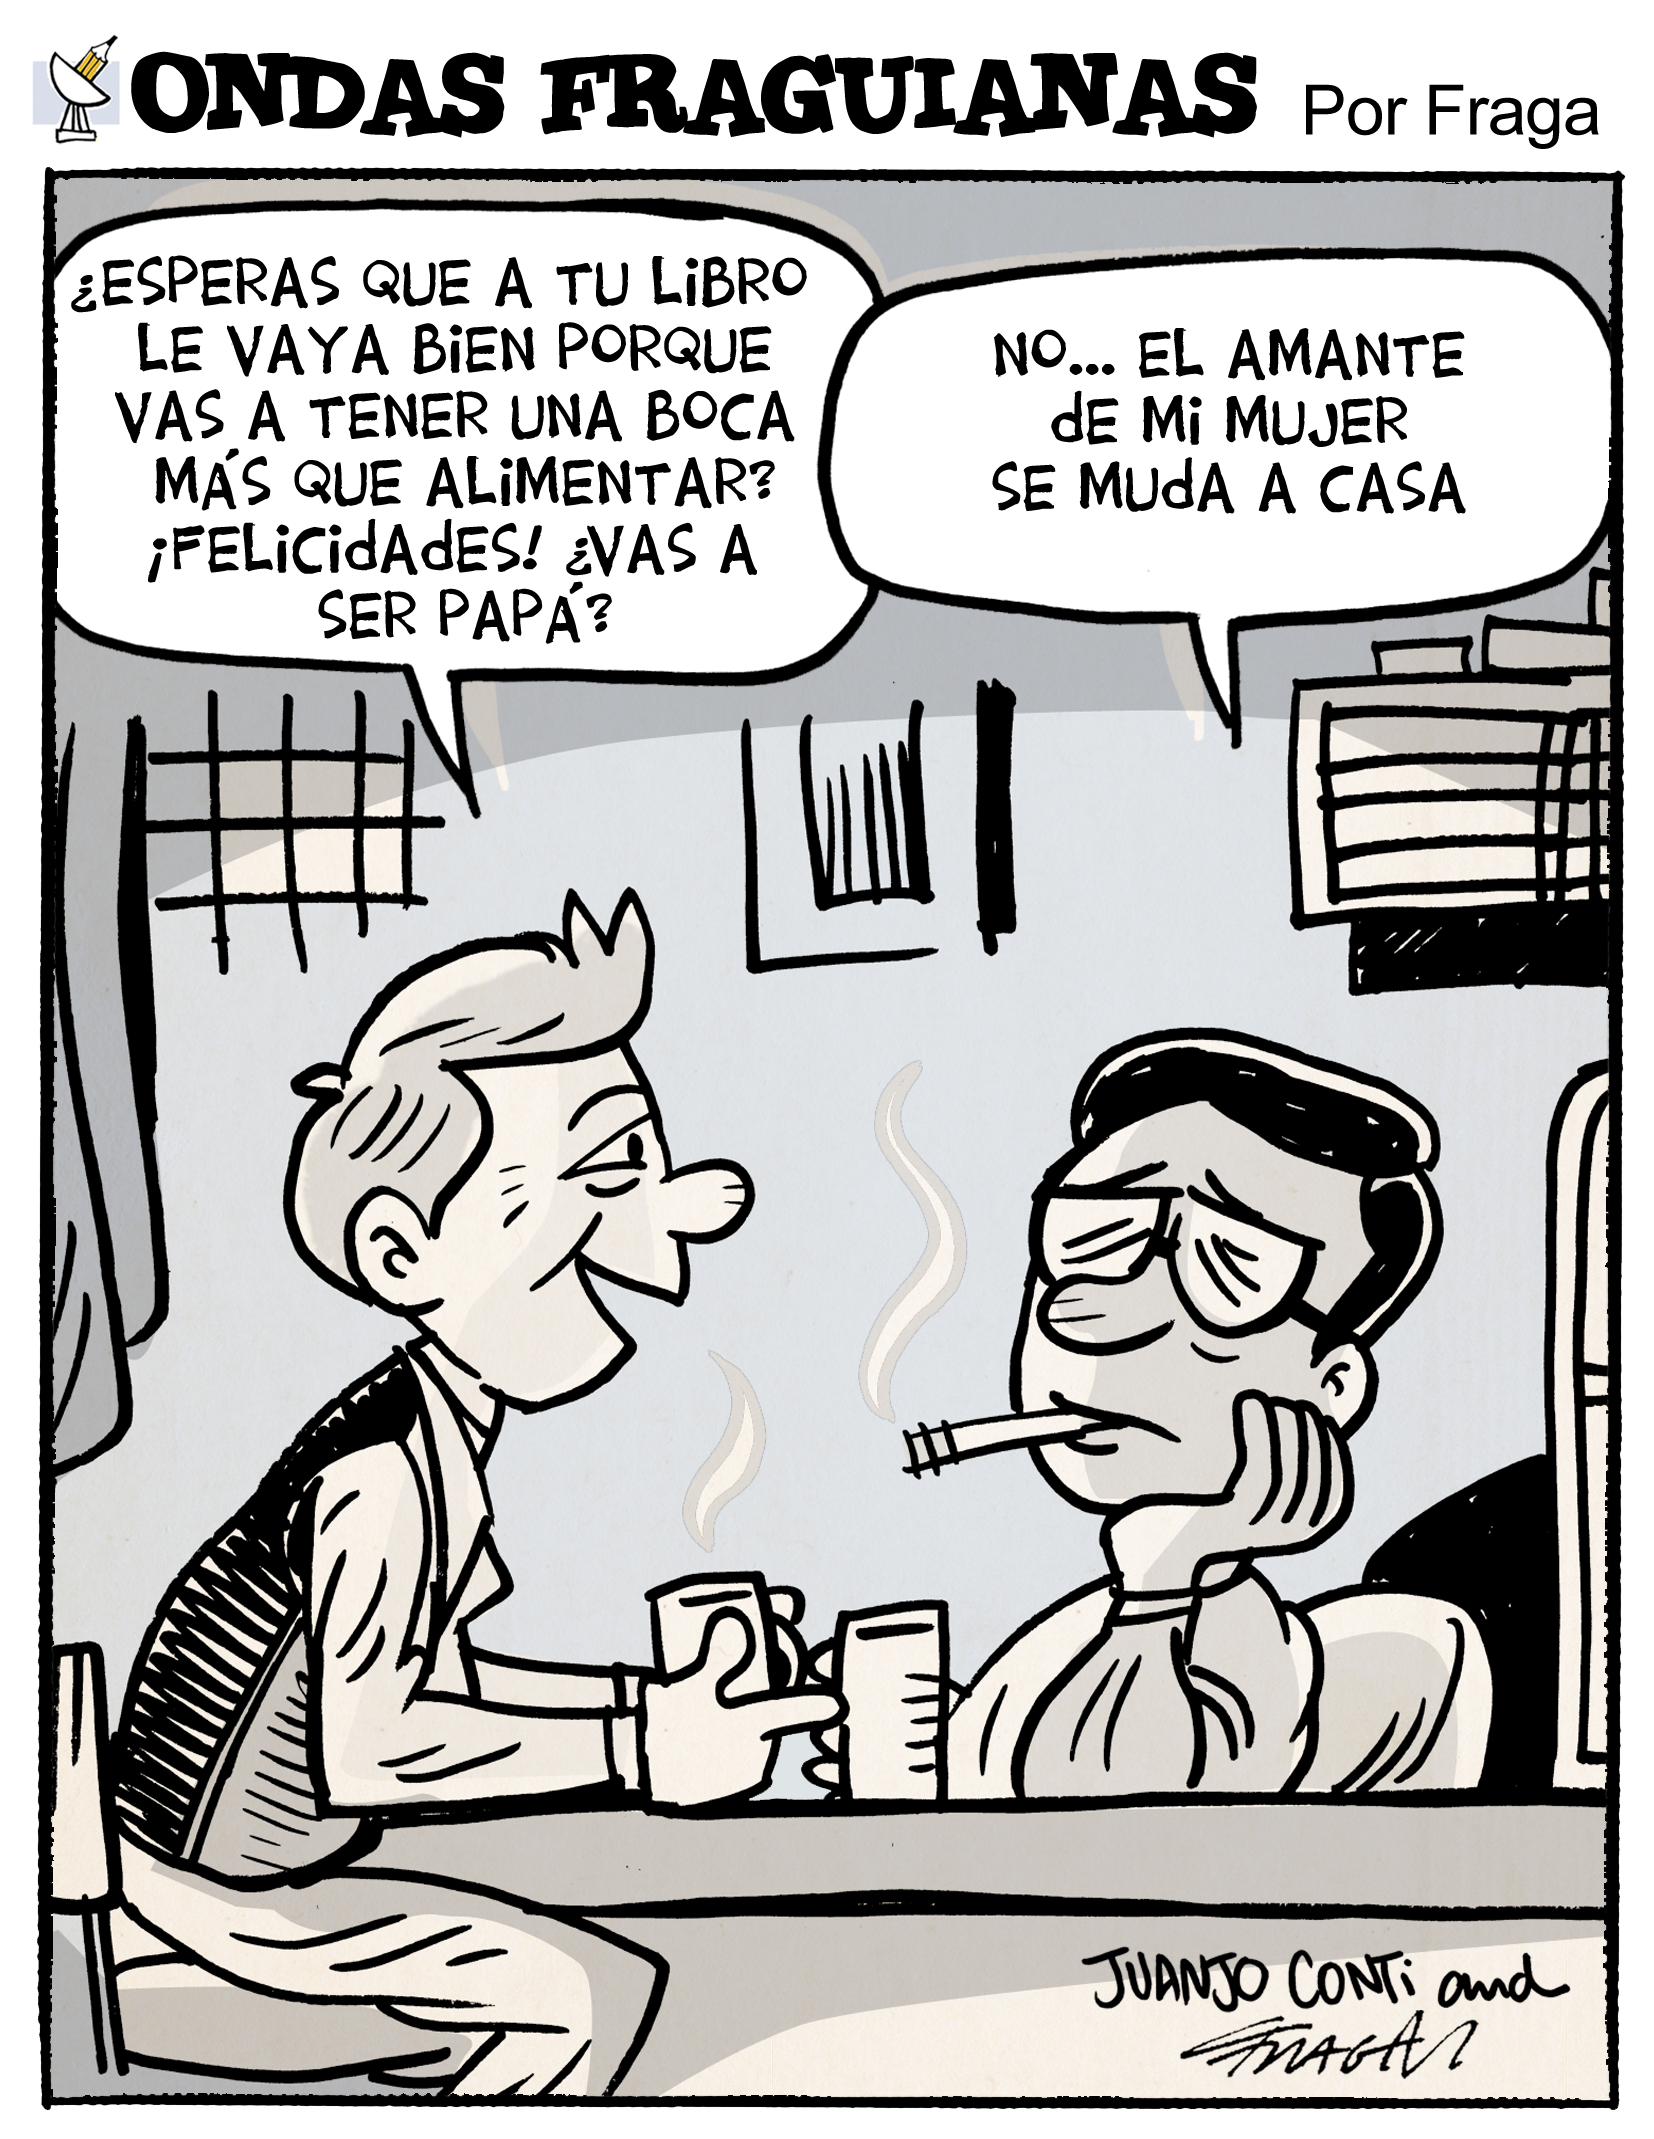 ONDAS FRAGUIANAS Por Fraga
¿ESPERAS QUE A TU LiBRO
LE VAYA BiEN PORQUE
VAS A TENER UNA BOCA
MÁS QUE ALiMENTAR?
¡FELiCidAdES! ¿VAS A
SER PAPÁ?
NO... EL AMANTE
dE Mi MUJER
SE MUdA A CASA
JUANJO CONTi and
FRAGA